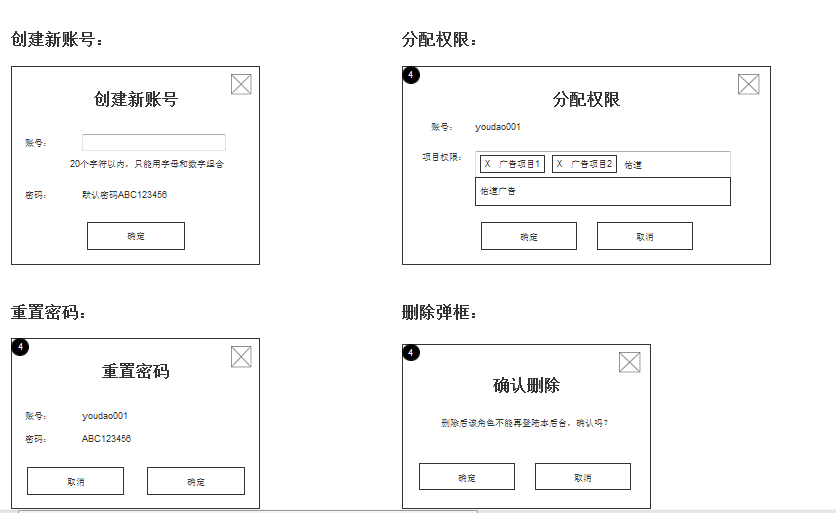 创建新账号：
创建新账号
账号：
20个字符以内，只能用字母和数字组合
密码： 默认密码ABC123456
确定
分配权限：
4
分配权限
账号： youdao001
项目权限： X 广告项目1 X 广告项目2 怡道
怡道广告
确定 取消
重置密码：
4
重置密码
账号： youdao001
密码： ABC123456
取消 确定
删除弹框：
4
确认删除
删除后该角色不能再登陆本后台，确认吗？
确定 取消